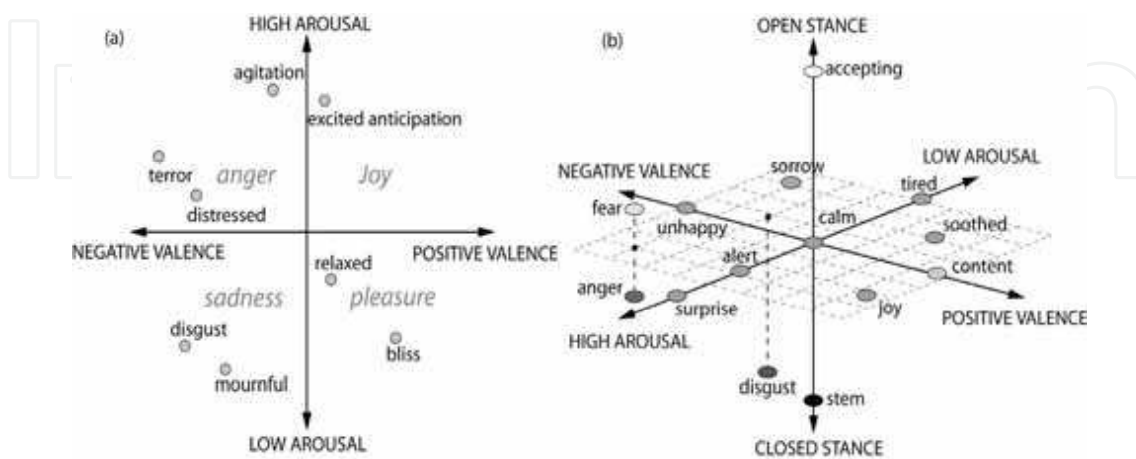 (a)
HIGH AROUSAL
agitation
excited anticipation
terror
anger
Joy
distressed
NEGATIVE VALENCE
POSITIVE VALENCE
relaxed
sadness
pleasure
disgust
bliss
mournful
LOW AROUSAL
(b)
OPEN STANCE
accepting
NEGATIVE VALENCE
sorrow
LOW AROUSAL
tired
fear
unhappy
calm
soothed
alert
content
anger
surprise
joy
POSITIVE VALENCE
HIGH AROUSAL
disgust
stem
CLOSED STANCE